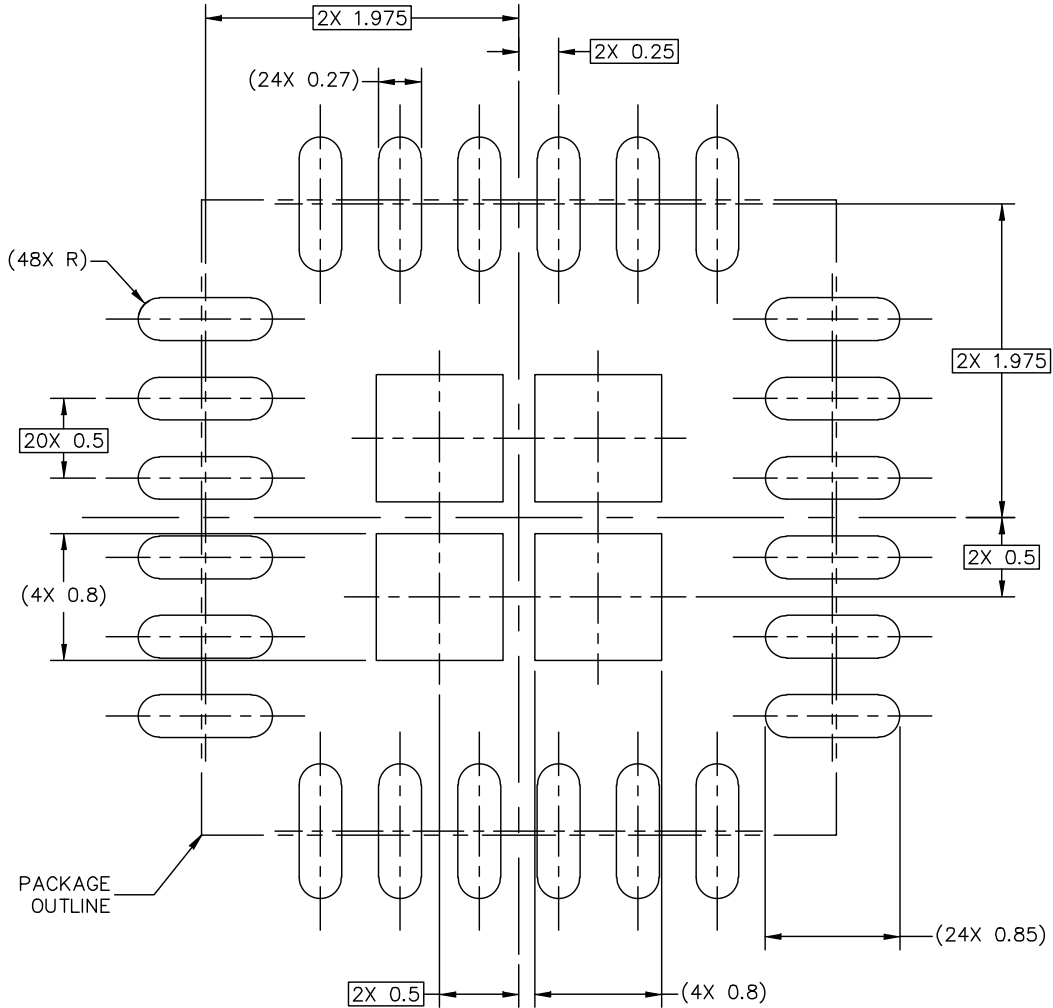 2X 1.975
2X 0.25
(24X 0.27)
(48X R)
2X 1.975
20X 0.5
2X 0.5
(4X 0.8)
PACKAGE
OUTLINE
(24X 0.85)
2X 0.5
(4X 0.8)